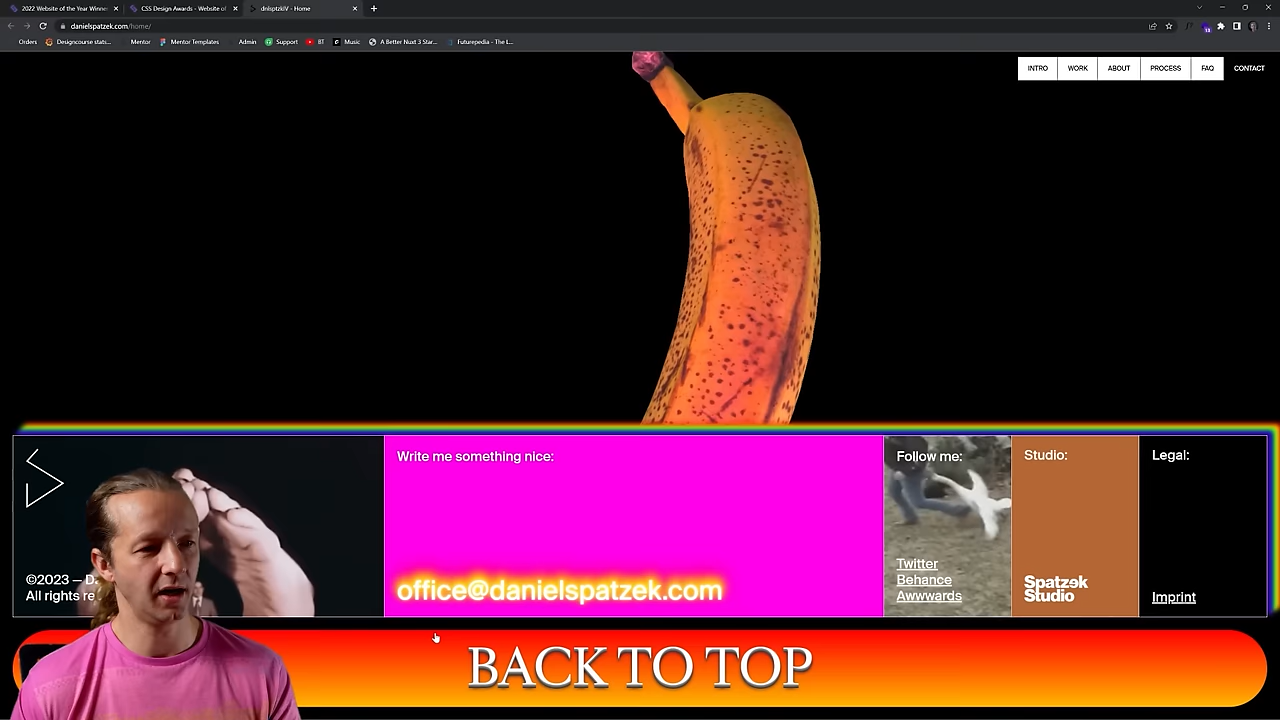 2022 Website of the Year Winne
CSS Design Awards - Website of
dnlsptzkIV - Home
danielspatzek.com/home/
Orders
Designcourse stats...
Mentor
Mentor Templates
Admin
Support
BT
Music
A Better Nuxt 3 Star...
Futurepedia - The L...
INTRO
WORK
ABOUT
PROCESS
FAQ
CONTACT
Write me something nice:
Follow me:
Studio:
Legal:
©2023 — D
All rights re
office@danielspatzek.com
Twitter
Behance
Awwwards
Spatzek
Studio
Imprint
BACK TO TOP